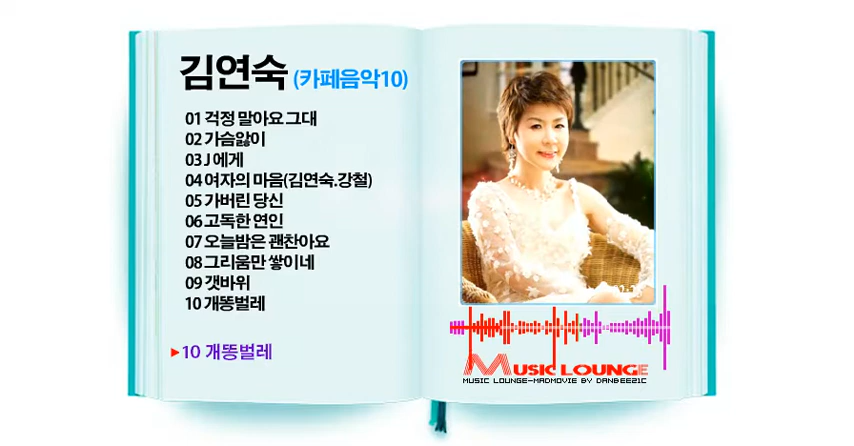 김연숙 (카페음악10)
01 걱정 말아요 그대
02 가슴앓이
03 J 에게
04 여자의 마음(김연숙.강철)
05 가버린 당신
06 고독한 연인
07 오늘밤은 괜찬아요
08 그리움만 쌓이네
09 갯바위
10 개똥벌레
▶10 개똥벌레
MUSIC LOUNGE
MUSIC LOUNGE-MADMOVIE BY DANBEE21C